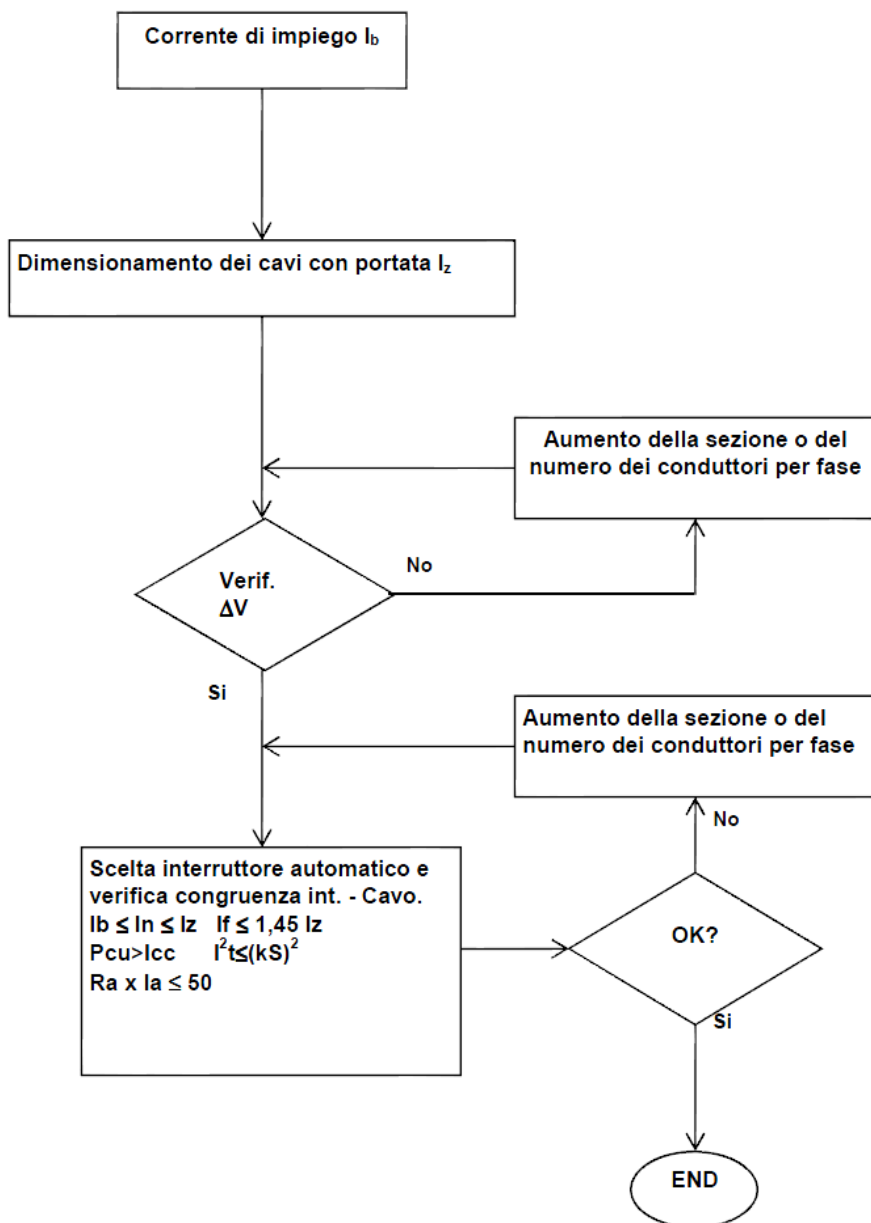 Corrente di impiego I_b
Dimensionamento dei cavi con portata I_z
Aumento della sezione o del
numero dei conduttori per fase
No
Verif.
ΔV
Si
Aumento della sezione o del
numero dei conduttori per fase
No
Scelta interruttore automatico e
verifica congruenza int. - Cavo.
Ib ≤ In ≤ Iz If ≤ 1,45 Iz
Pcu>Icc I²t≤(kS)²
Ra x Ia ≤ 50
OK?
Si
END